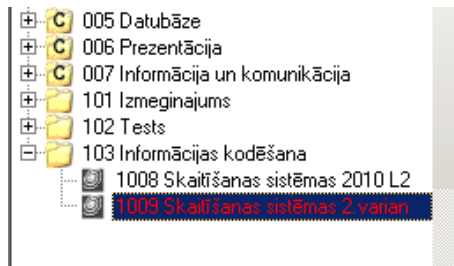 005 Datubāze
006 Prezentācija
007 Informācija un komunikācija
101 Izmeginajums
102 Tests
103 Informācijas kodēšana
1008 Skaitīšanas sistēmas 2010 L2
1009 Skaitīšanas sistēmas 2.varian